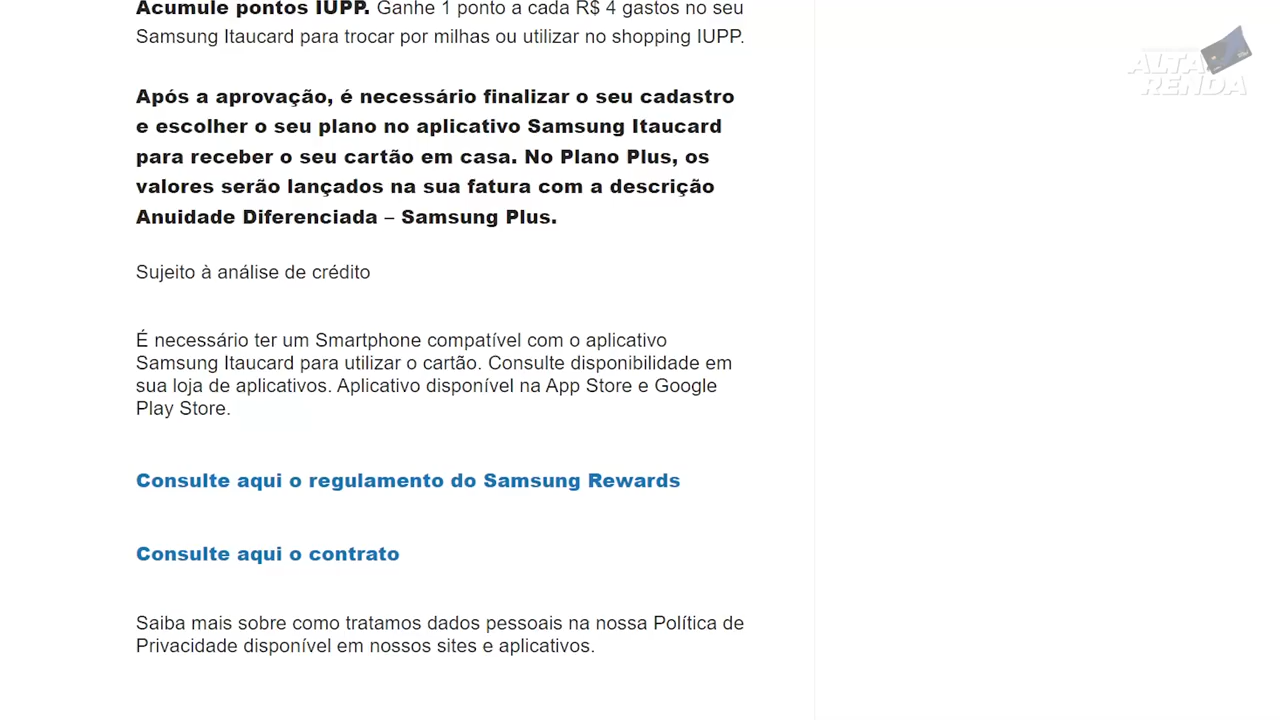 Acumule pontos IUPP. Ganhe 1 ponto a cada R$ 4 gastos no seu
Samsung Itaucard para trocar por milhas ou utilizar no shopping IUPP.
ALTA
RENDA
Após a aprovação, é necessário finalizar o seu cadastro
e escolher o seu plano no aplicativo Samsung Itaucard
para receber o seu cartão em casa. No Plano Plus, os
valores serão lançados na sua fatura com a descrição
Anuidade Diferenciada – Samsung Plus.
Sujeito à análise de crédito
É necessário ter um Smartphone compatível com o aplicativo
Samsung Itaucard para utilizar o cartão. Consulte disponibilidade em
sua loja de aplicativos. Aplicativo disponível na App Store e Google
Play Store.
Consulte aqui o regulamento do Samsung Rewards
Consulte aqui o contrato
Saiba mais sobre como tratamos dados pessoais na nossa Política de
Privacidade disponível em nossos sites e aplicativos.